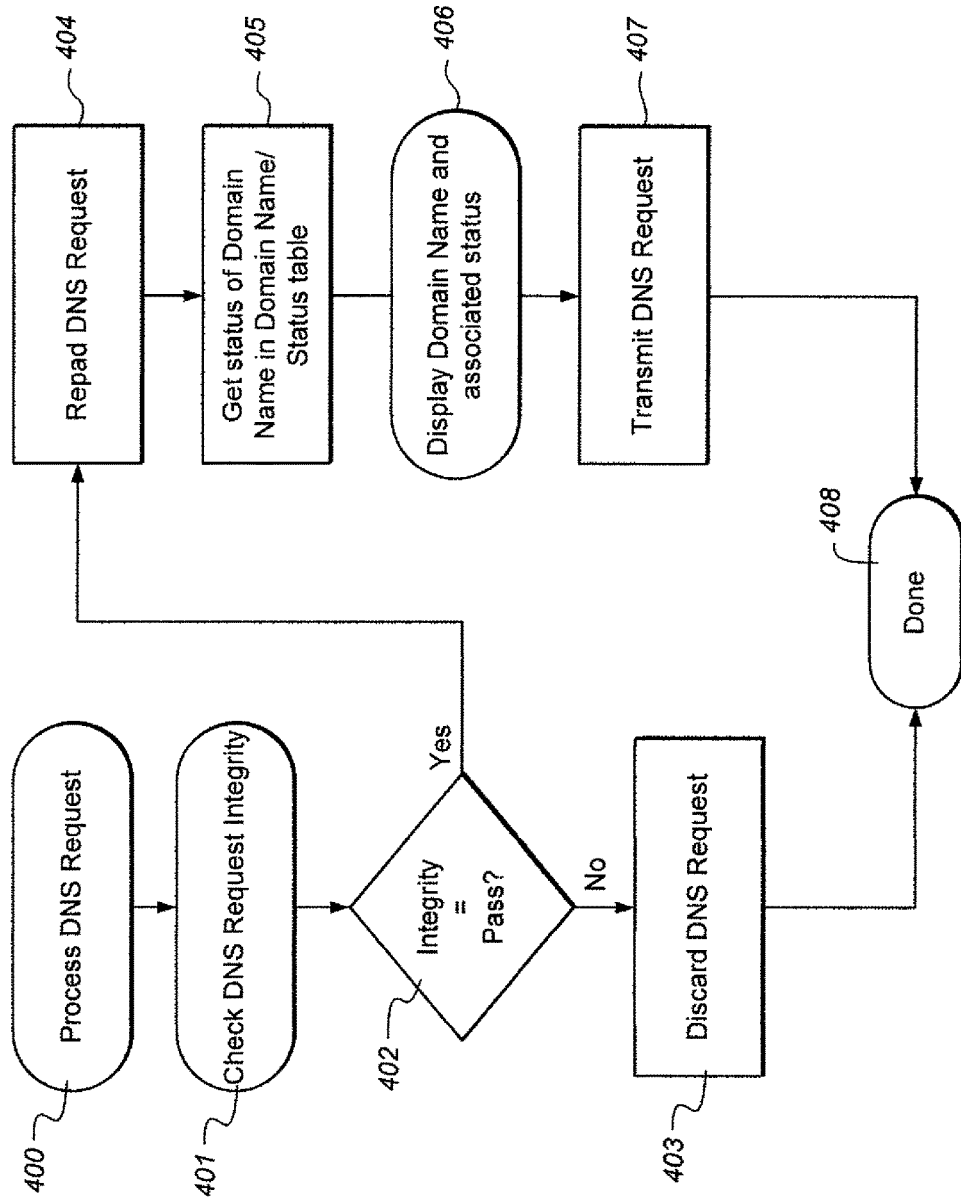 400
Process DNS Request
401
Check DNS Request Integrity
402
Integrity
=
Pass?
Yes
No
403
Discard DNS Request
404
Repad DNS Request
405
Get status of Domain
Name in Domain Name/
Status table
406
Display Domain Name and
associated status
407
Transmit DNS Request
408
Done